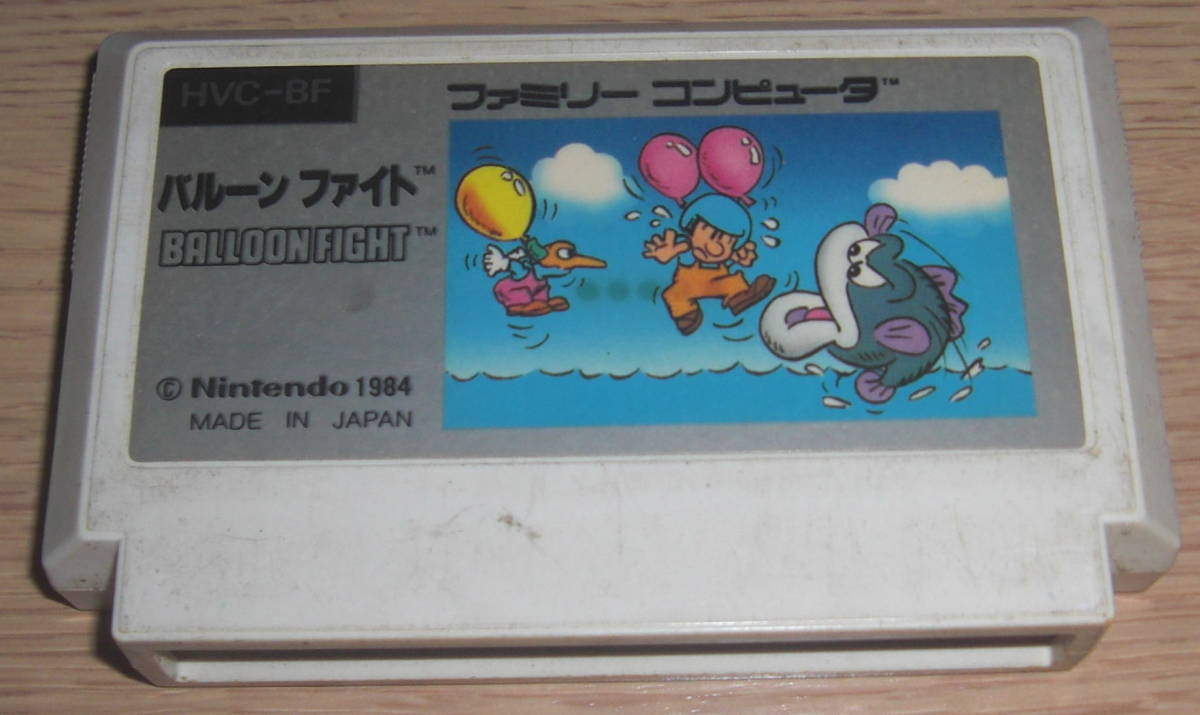 HVC-BF
ファミリー コンピュータ™
バルーン ファイト™
BALLOON FIGHT™
© Nintendo 1984
MADE IN JAPAN